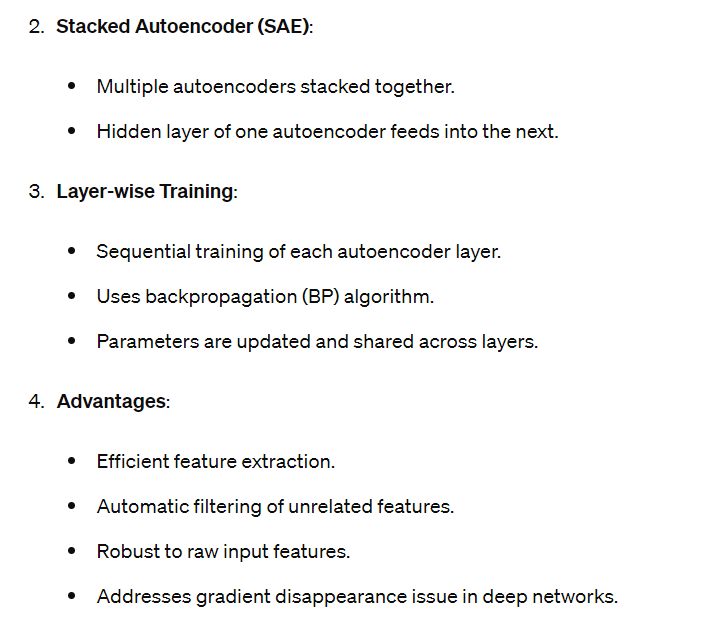 2. Stacked Autoencoder (SAE):
• Multiple autoencoders stacked together.
• Hidden layer of one autoencoder feeds into the next.
3. Layer-wise Training:
• Sequential training of each autoencoder layer.
• Uses backpropagation (BP) algorithm.
• Parameters are updated and shared across layers.
4. Advantages:
• Efficient feature extraction.
• Automatic filtering of unrelated features.
• Robust to raw input features.
• Addresses gradient disappearance issue in deep networks.